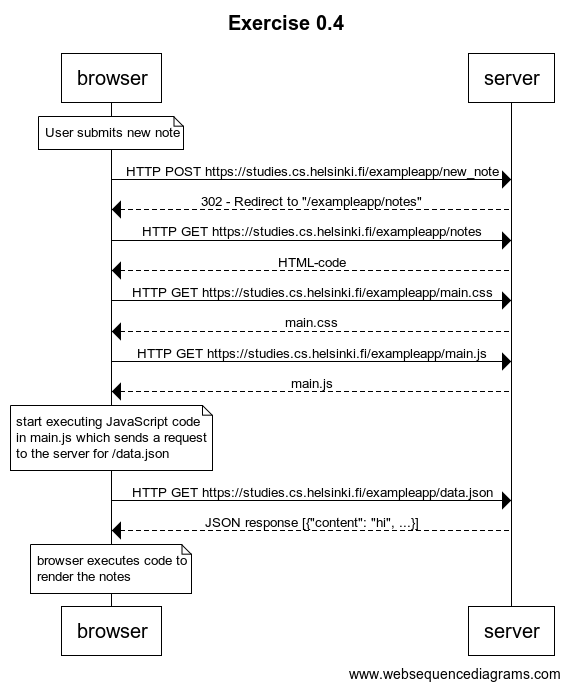 Exercise 0.4
browser
server
User submits new note
HTTP POST https://studies.cs.helsinki.fi/exampleapp/new_note
302 - Redirect to "/exampleapp/notes"
HTTP GET https://studies.cs.helsinki.fi/exampleapp/notes
HTML-code
HTTP GET https://studies.cs.helsinki.fi/exampleapp/main.css
main.css
HTTP GET https://studies.cs.helsinki.fi/exampleapp/main.js
main.js
start executing JavaScript code
in main.js which sends a request
to the server for /data.json
HTTP GET https://studies.cs.helsinki.fi/exampleapp/data.json
JSON response [{"content": "hi", ...}]
browser executes code to
render the notes
browser
server
www.websequencediagrams.com